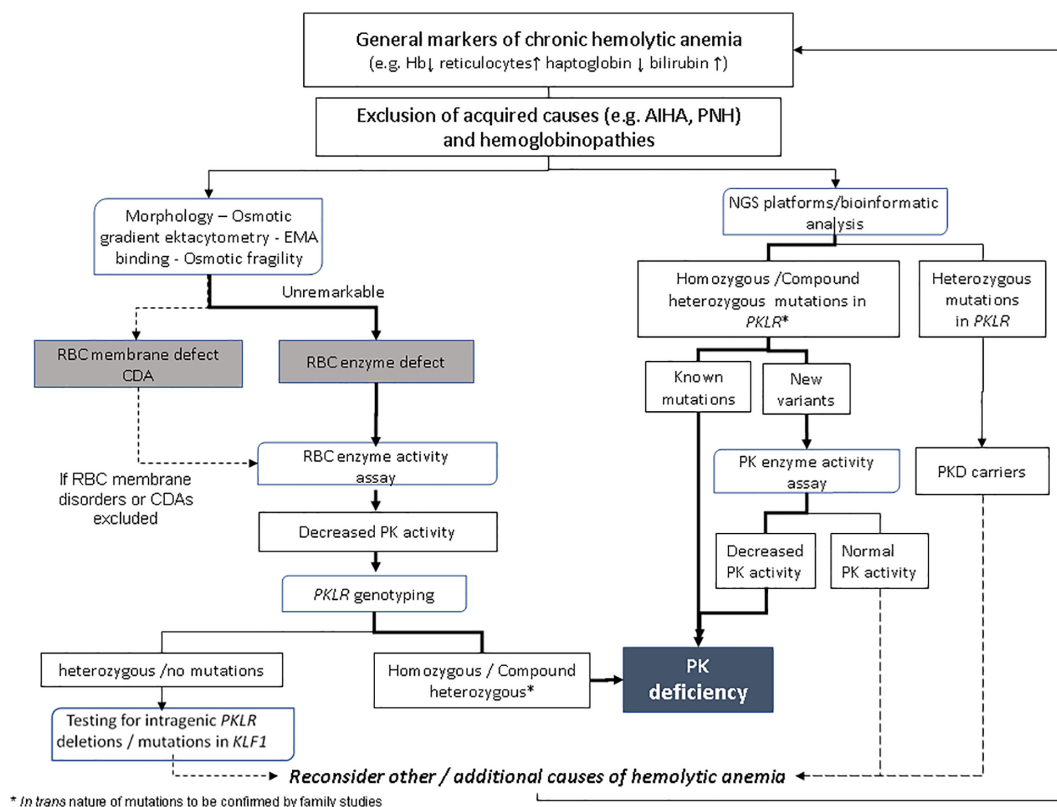 General markers of chronic hemolytic anemia
(e.g. Hb↓ reticulocytes↑ haptoglobin ↓ bilirubin ↑)
Exclusion of acquired causes (e.g. AIHA, PNH)
and hemoglobinopathies
Morphology – Osmotic
gradient ektacytometry - EMA
binding - Osmotic fragility
Unremarkable
RBC membrane defect
CDA
RBC enzyme defect
If RBC membrane
disorders or CDAs
excluded
RBC enzyme activity
assay
Decreased PK activity
PKLR genotyping
heterozygous /no mutations
Homozygous / Compound
heterozygous*
Testing for intragenic PKLR
deletions / mutations in KLF1
NGS platforms/bioinformatic
analysis
Homozygous /Compound
heterozygous mutations in
PKLR*
Heterozygous
mutations
in PKLR
Known
mutations
New
variants
PK enzyme activity
assay
PKD carriers
Decreased
PK activity
Normal
PK activity
PK
deficiency
Reconsider other / additional causes of hemolytic anemia
* In trans nature of mutations to be confirmed by family studies